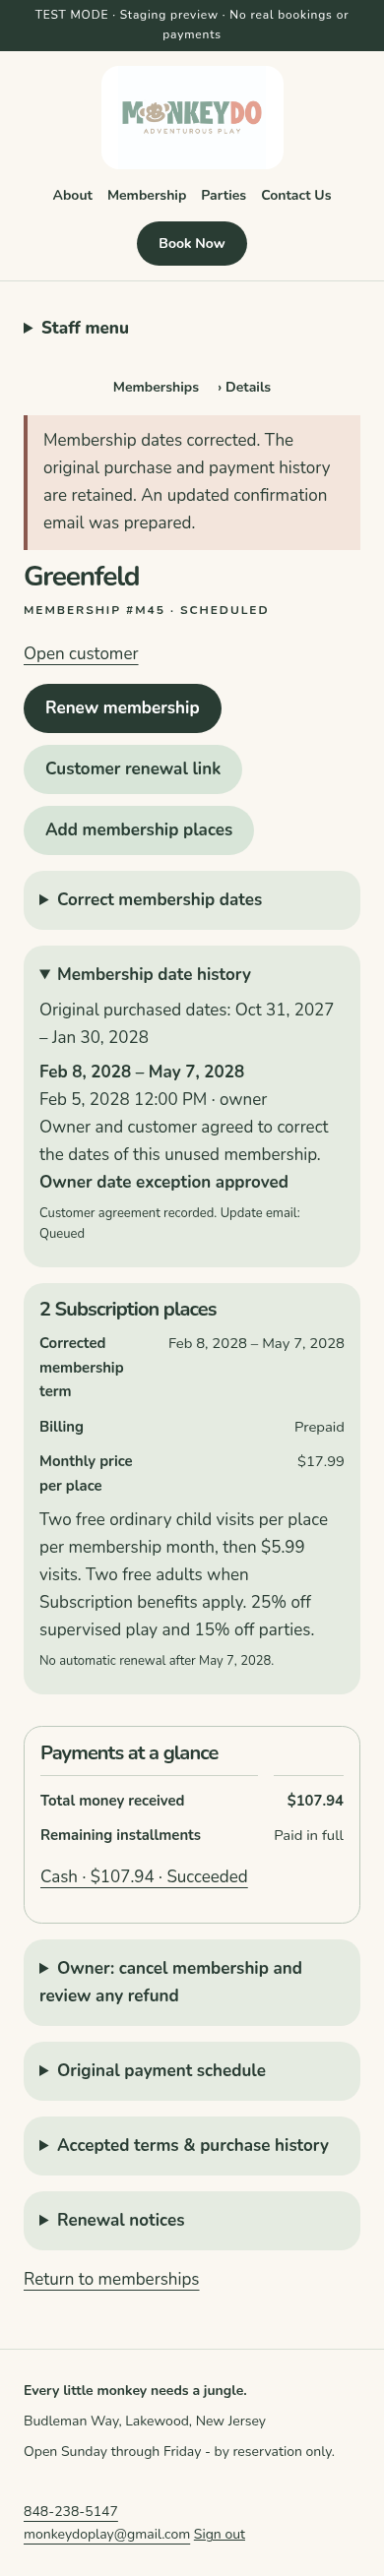 TEST MODE · Staging preview · No real bookings or
payments
MONKEYDO
ADVENTUROUS PLAY
About Membership Parties Contact Us
Book Now
▶ Staff menu
Memberships › Details
Membership dates corrected. The
original purchase and payment history
are retained. An updated confirmation
email was prepared.
Greenfeld
MEMBERSHIP #M45 · SCHEDULED
Open customer
Renew membership
Customer renewal link
Add membership places
▶ Correct membership dates
▼ Membership date history
Original purchased dates: Oct 31, 2027
– Jan 30, 2028
Feb 8, 2028 – May 7, 2028
Feb 5, 2028 12:00 PM · owner
Owner and customer agreed to correct
the dates of this unused membership.
Owner date exception approved
Customer agreement recorded. Update email:
Queued
2 Subscription places
Corrected Feb 8, 2028 – May 7, 2028
membership
term
Billing Prepaid
Monthly price $17.99
per place
Two free ordinary child visits per place
per membership month, then $5.99
visits. Two free adults when
Subscription benefits apply. 25% off
supervised play and 15% off parties.
No automatic renewal after May 7, 2028.
Payments at a glance
Total money received $107.94
Remaining installments Paid in full
Cash · $107.94 · Succeeded
▶ Owner: cancel membership and
review any refund
▶ Original payment schedule
▶ Accepted terms & purchase history
▶ Renewal notices
Return to memberships
Every little monkey needs a jungle.
Budleman Way, Lakewood, New Jersey
Open Sunday through Friday - by reservation only.
848-238-5147
monkeydoplay@gmail.com Sign out